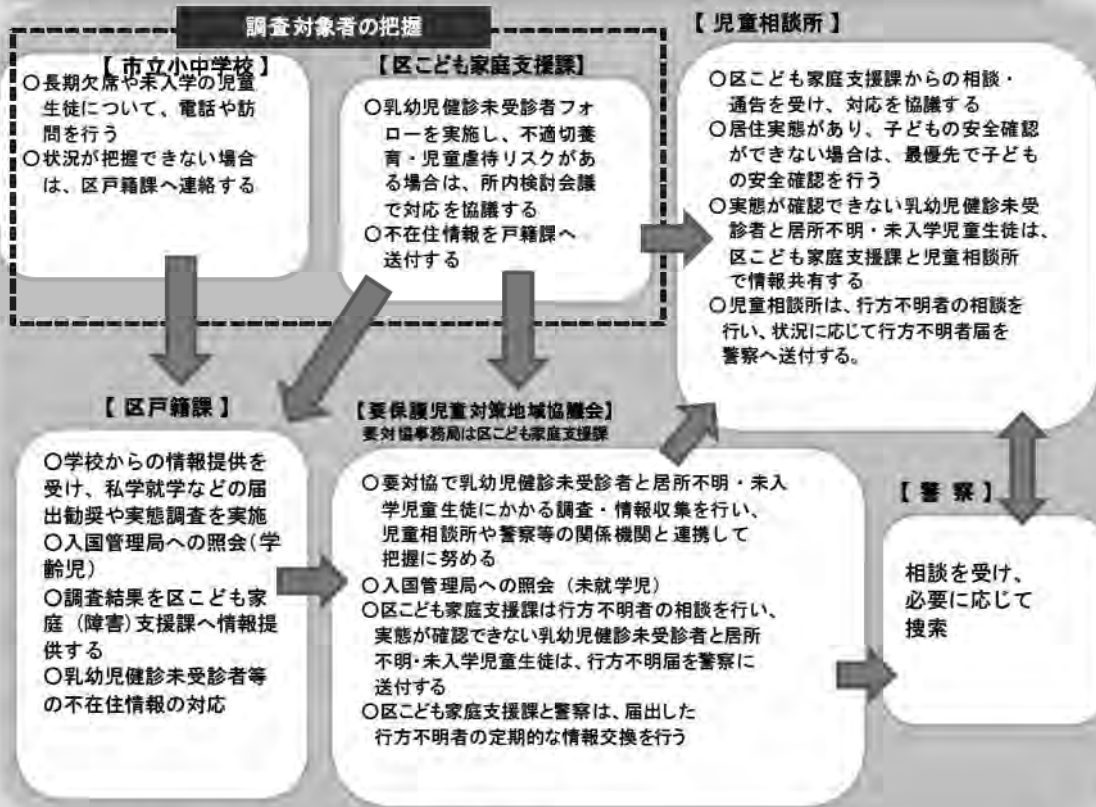 調査対象者の把握
【 市立小中学校 】
〇長期欠席や未入学の児童
生徒について、電話や訪
問を行う
〇状況が把握できない場合
は、区戸籍課へ連絡する
【区こども家庭支援課】
〇乳幼児健診未受診者フォ
ローを実施し、不適切養
育・児童虐待リスクがあ
る場合は、所内検討会議
で対応を協議する
〇不在住情報を戸籍課へ
送付する
【 児童相談所 】
〇区こども家庭支援課からの相談・
通告を受け、対応を協議する
〇居住実態があり、子どもの安全確認
ができない場合は、最優先で子ども
の安全確認を行う
〇実態が確認できない乳幼児健診未受
診者と居所不明・未入学児童生徒は、
区こども家庭支援課と児童相談所
で情報共有する
〇児童相談所は、行方不明者の相談を
行い、状況に応じて行方不明者届を
警察へ送付する。
【 区戸籍課 】
〇学校からの情報提供を
受け、私学就学などの届
出勧奨や実態調査を実施
〇入国管理局への照会(学
齢児)
〇調査結果を区こども家
庭（障害)支援課へ情報提
供する
〇乳幼児健診未受診者等
の不在住情報の対応
【要保護児童対策地域協議会】
要対協事務局は区こども家庭支援課
〇要対協で乳幼児健診未受診者と居所不明・未入
学児童生徒にかかる調査・情報収集を行い、
児童相談所や警察等の関係機関と連携して
把握に努める
〇入国管理局への照会（未就学児）
〇区こども家庭支援課は行方不明者の相談を行い、
実態が確認できない乳幼児健診未受診者と居所
不明・未入学児童生徒は、行方不明届を警察に
送付する
〇区こども家庭支援課と警察は、届出した
行方不明者の定期的な情報交換を行う
【 警 察 】
相談を受け、
必要に応じて
捜索